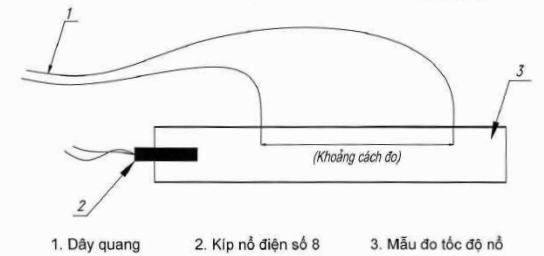 1
3
(Khoảng cách đo)
2
1. Dây quang 2. Kíp nổ điện số 8 3. Mẫu đo tốc độ nổ